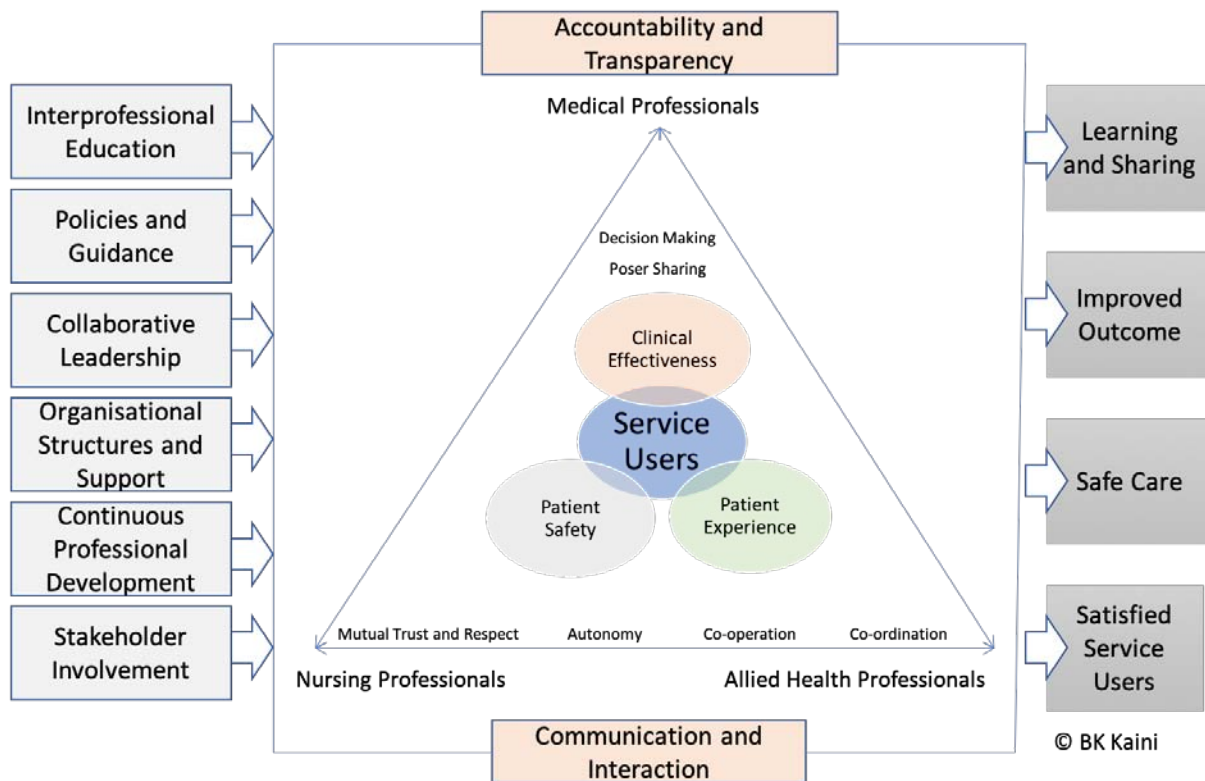 Accountability and
Transparency
Interprofessional
Education
Policies and
Guidance
Collaborative
Leadership
Organisational
Structures and
Support
Continuous
Professional
Development
Stakeholder
Involvement
Medical Professionals
Decision Making
Poser Sharing
Clinical
Effectiveness
Service
Users
Patient
Safety
Patient
Experience
Mutual Trust and Respect Autonomy Co-operation Co-ordination
Nursing Professionals Allied Health Professionals
Communication and
Interaction
Learning
and Sharing
Improved
Outcome
Safe Care
Satisfied
Service
Users
© BK Kaini